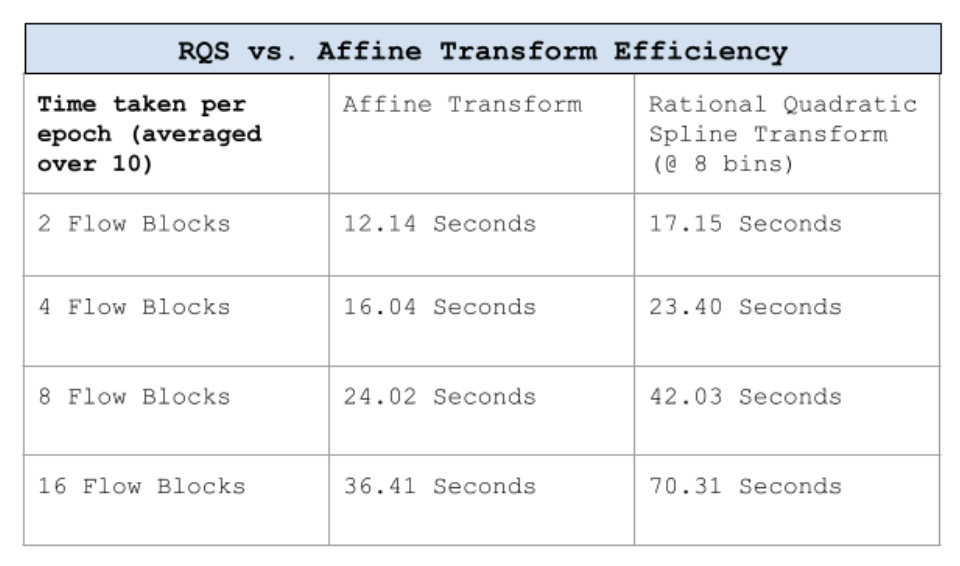 RQS vs. Affine Transform Efficiency
Time taken per
epoch (averaged
over 10)
Affine Transform
Rational Quadratic
Spline Transform
(@ 8 bins)
2 Flow Blocks
12.14 Seconds
17.15 Seconds
4 Flow Blocks
16.04 Seconds
23.40 Seconds
8 Flow Blocks
24.02 Seconds
42.03 Seconds
16 Flow Blocks
36.41 Seconds
70.31 Seconds